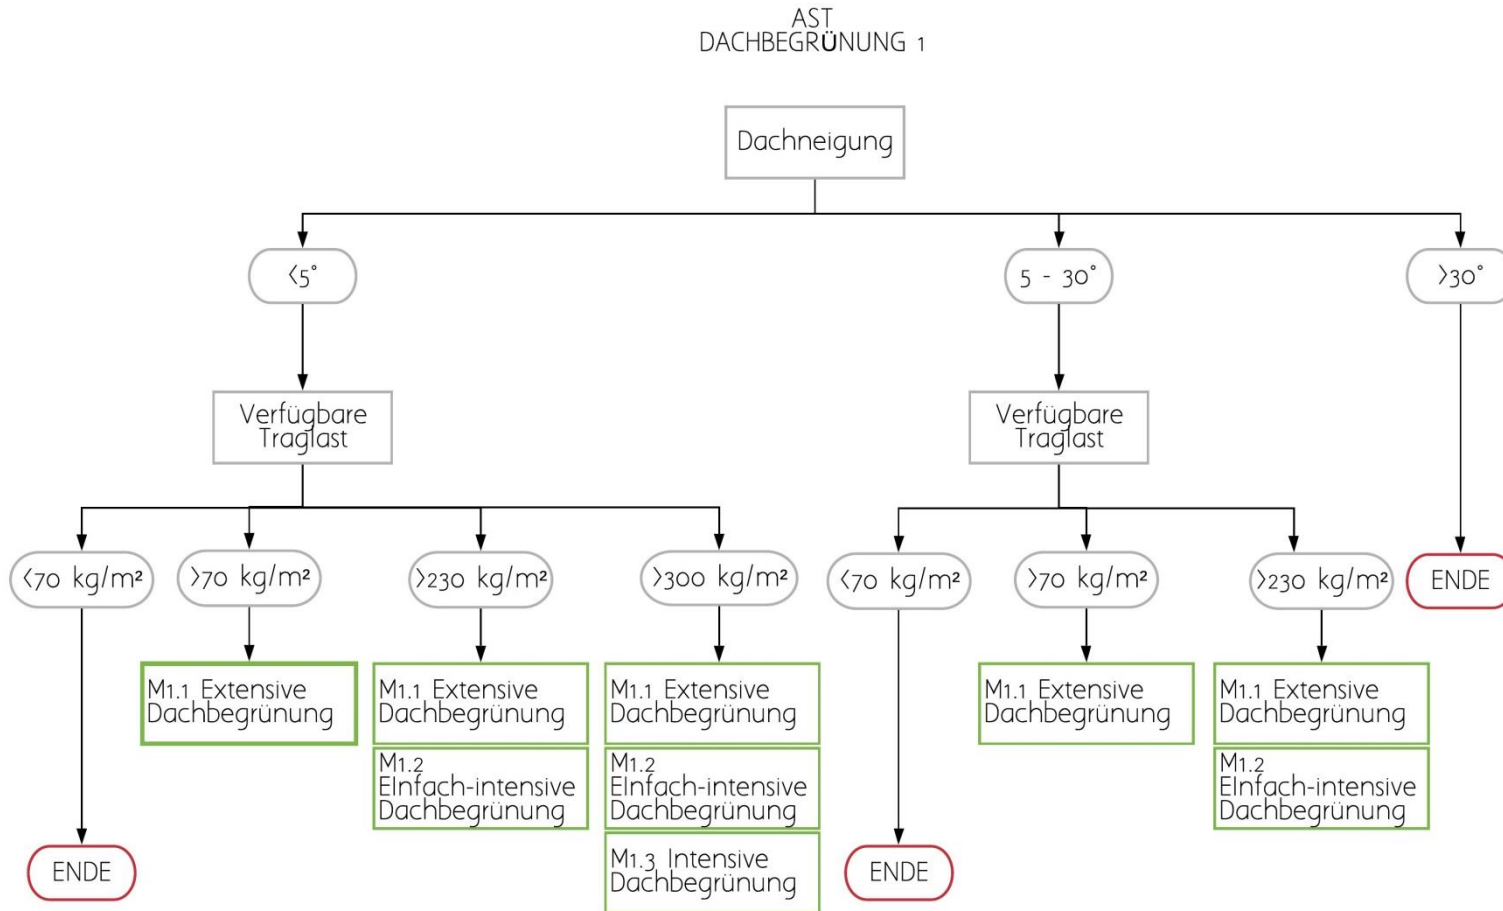 AST
DACHBEGRÜNUNG 1
Dachneigung
<5°
5 - 30°
>30°
Verfügbare
Traglast
Verfügbare
Traglast
<70 kg/m²
>70 kg/m²
>230 kg/m²
>300 kg/m²
<70 kg/m²
>70 kg/m²
>230 kg/m²
ENDE
M1.1 Extensive
Dachbegrünung
M1.1 Extensive
Dachbegrünung
M1.2
EInfach-intensive
Dachbegrünung
M1.1 Extensive
Dachbegrünung
M1.2
EInfach-intensive
Dachbegrünung
M1.3 Intensive
Dachbegrünung
M1.1 Extensive
Dachbegrünung
M1.1 Extensive
Dachbegrünung
M1.2
EInfach-intensive
Dachbegrünung
ENDE
ENDE